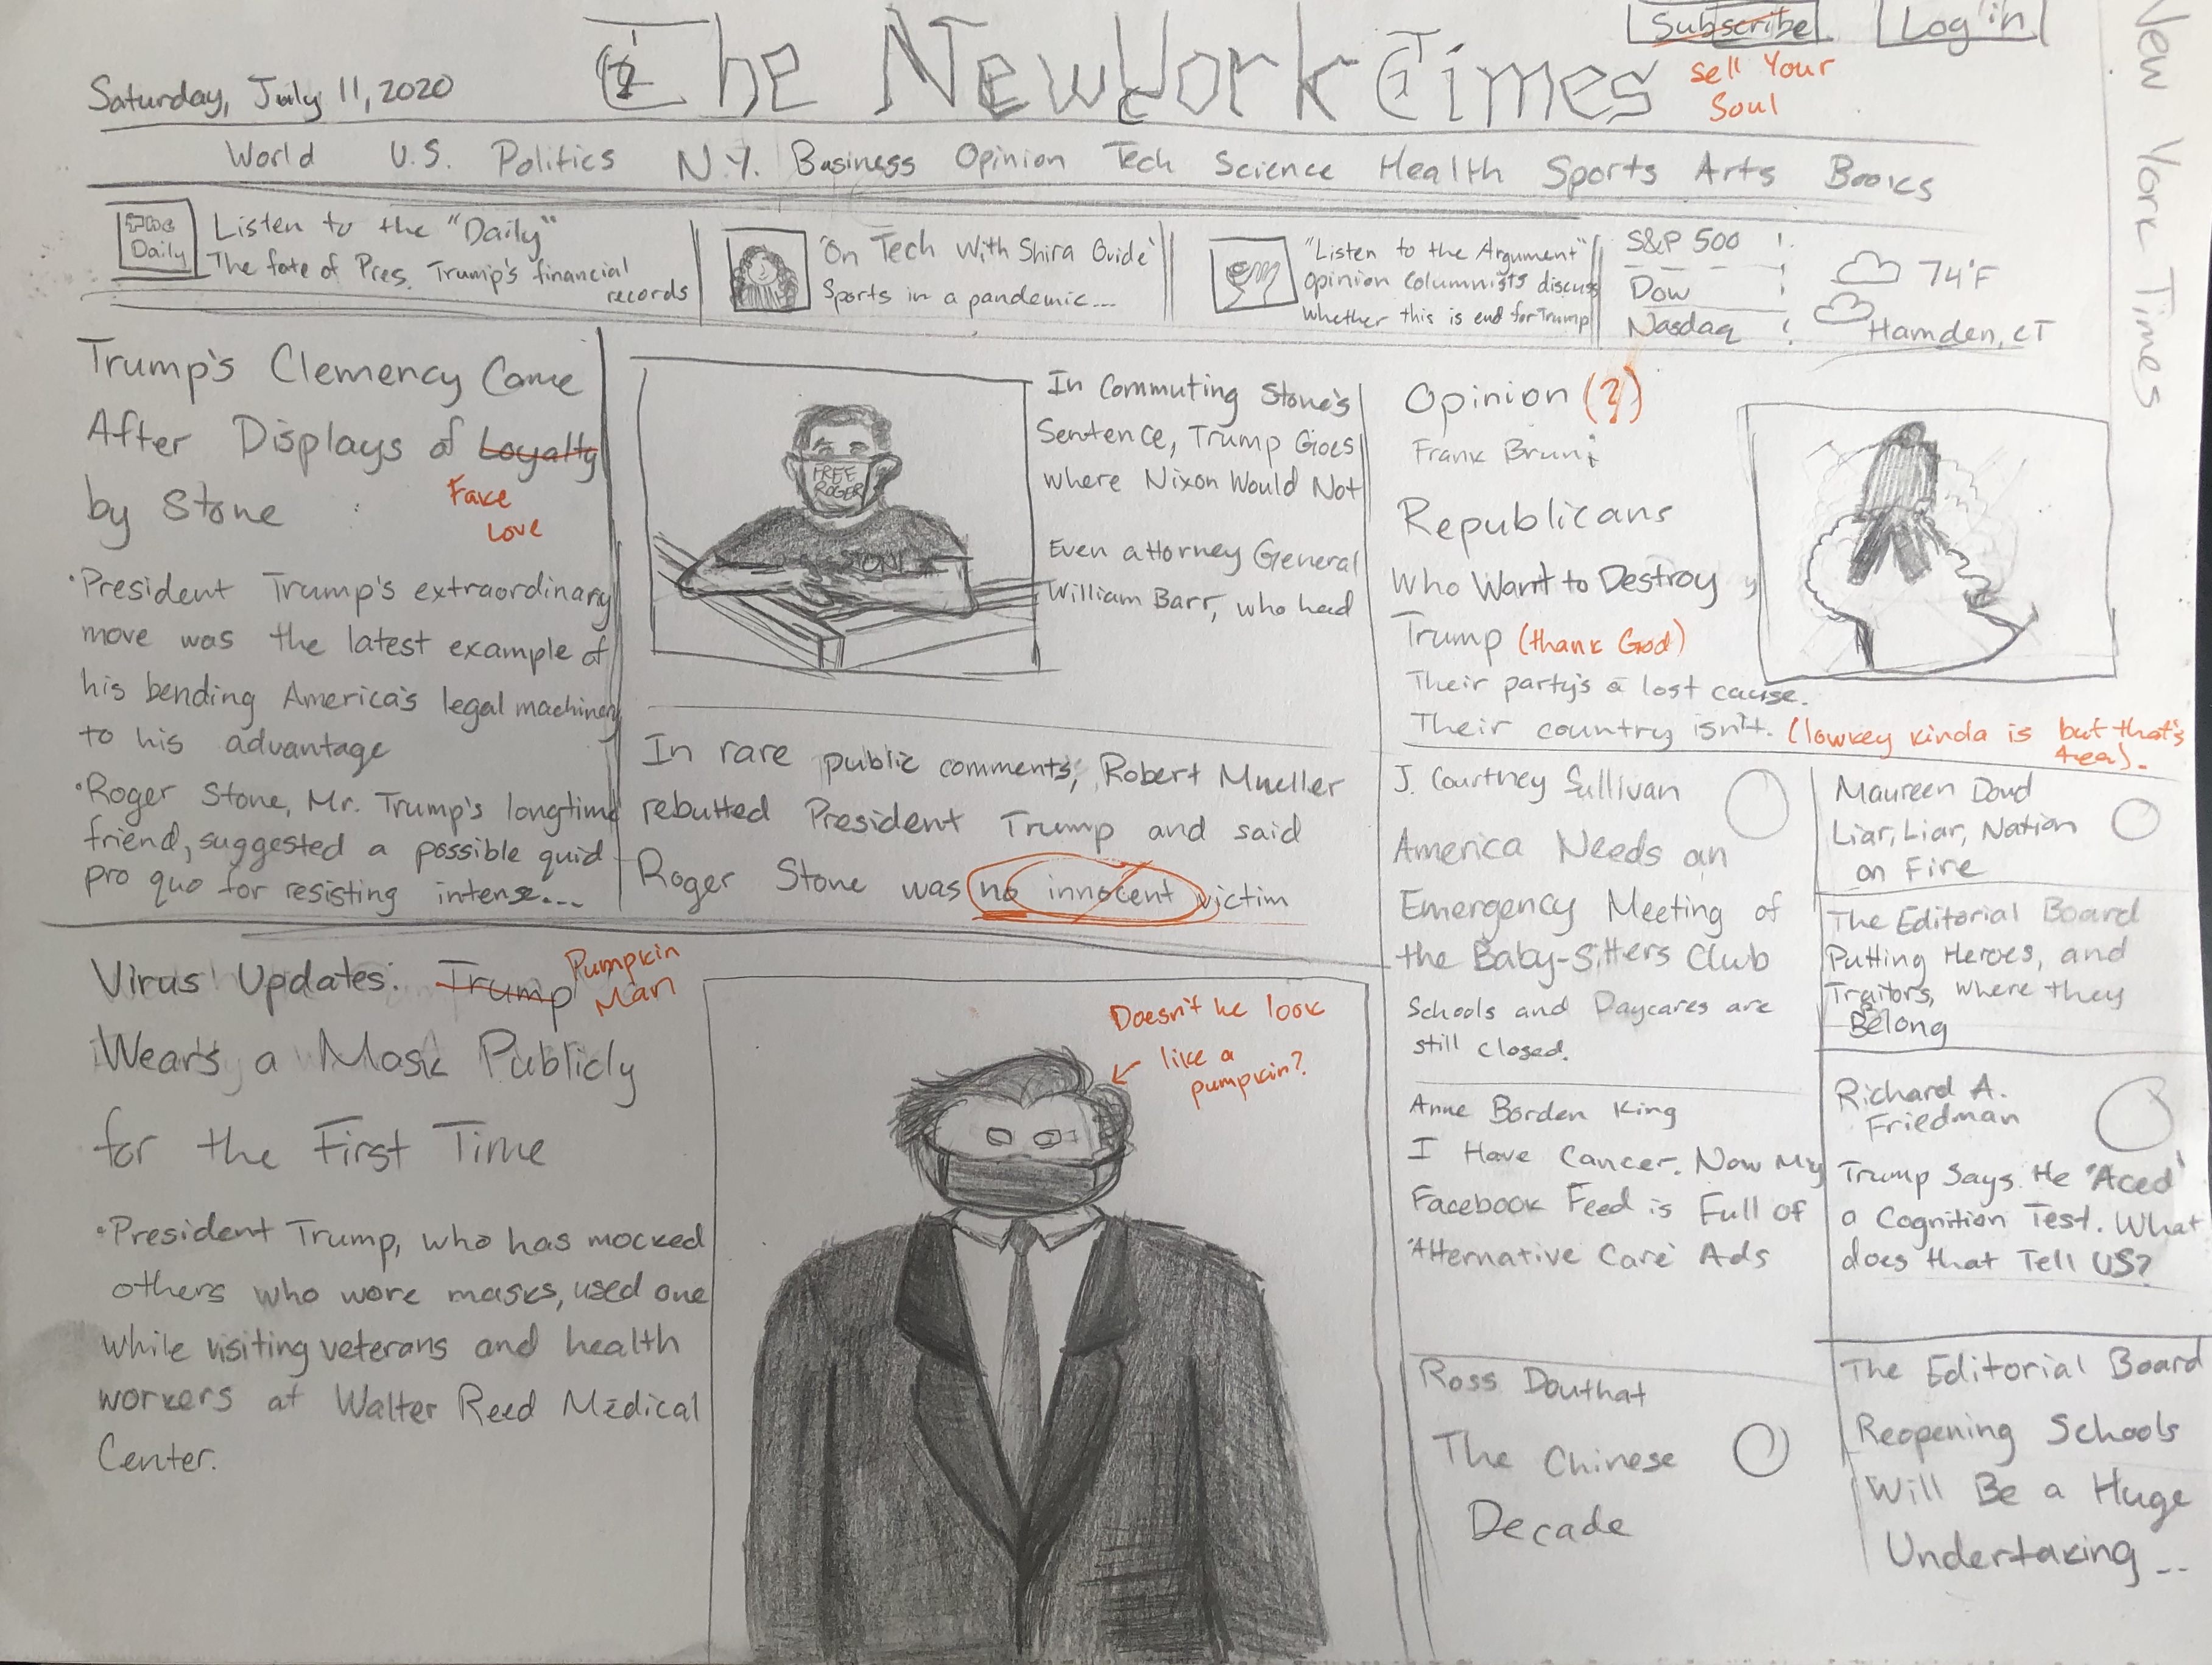 Saturday, July 11, 2020
The New York Times
Subscribe
Sell Your
Soul
Log in
New York Times
World U.S. Politics N.Y. Business Opinion Tech Science Health Sports Arts Books
The
Daily
Listen to the "Daily"
The fate of Pres. Trump's financial
records
'On Tech With Shira Ovide'
Sports in a pandemic...
"Listen to the Argument"
Opinion columnists discuss
whether this is end for Trump
S&P 500 !
Dow !
Nasdaq !
74°F
Hamden, CT
Trump's Clemency Came
After Displays of Loyalty
by Stone
Fake
Love
•President Trump's extraordinary
move was the latest example of
his bending America's legal machinery
to his advantage
•Roger Stone, Mr. Trump's longtime
friend, suggested a possible quid
pro quo for resisting intense...
FREE
ROGER
In Commuting Stone's
Sentence, Trump Goes
where Nixon Would Not
Even attorney General
William Barr, who had
In rare public comments, Robert Mueller
rebutted President Trump and said
Roger Stone was no innocent victim
Opinion (?)
Frank Bruni
Republicans
Who Want to Destroy
Trump (thank God)
Their party's a lost cause.
Their country isn't. (lowkey kinda is but that's
tea).
J. Courtney Sullivan
America Needs an
Emergency Meeting of
the Baby-Sitters Club
Schools and Daycares are
still closed.
Maureen Dowd
Liar, Liar, Nation
on Fire
The Editorial Board
Putting Heroes, and
Traitors, where they
Belong
Virus Updates: Trump Pumpkin
Man
Wears a Mask Publicly
for the First Time
•President Trump, who has mocked
others who wore masks, used one
while visiting veterans and health
workers at Walter Reed Medical
Center.
Doesn't he look
like a
pumpkin?
Anne Borden King
I Have Cancer. Now My
Facebook Feed is Full of
'Alternative Care' Ads
Richard A.
Friedman
Trump Says He 'Aced'
a Cognition Test. What
does that Tell US?
Ross Douthat
The Chinese
Decade
The Editorial Board
Reopening Schools
Will Be a Huge
Undertaking...